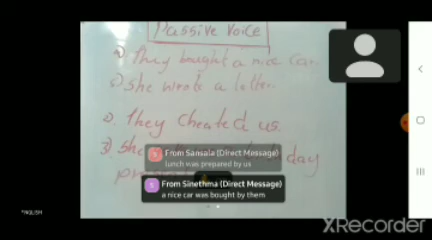 Passive Voice
1) They bought a nice car.
2) She wrote a letter.
2) They cheated us.
3) She
day
From Sansala (Direct Message)
lunch was prepared by us
From Sinethma (Direct Message)
a nice car was bought by them
XRecorder